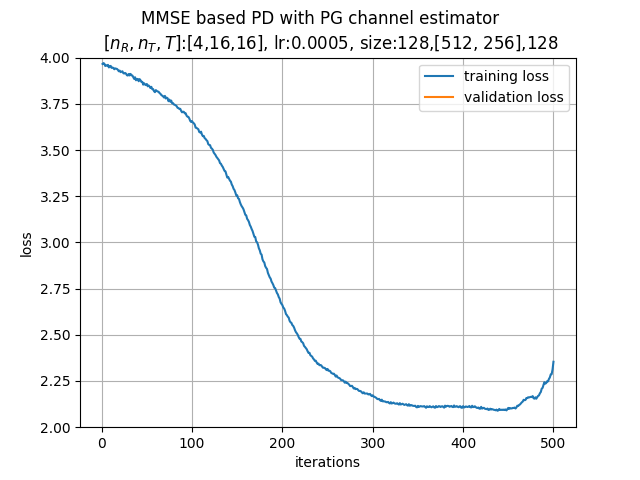 MMSE based PD with PG channel estimator
[n_R, n_T, T]:[4,16,16], lr:0.0005, size:128,[512, 256],128
4.00
training loss
validation loss
3.75
3.50
3.25
3.00
loss
2.75
2.50
2.25
2.00
0 100 200 300 400 500
iterations